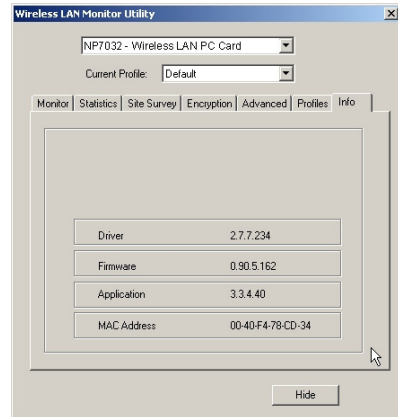 Wireless LAN Monitor Utility
NP7032 - Wireless LAN PC Card
Current Profile: Default
Monitor Statistics Site Survey Encryption Advanced Profiles Info
Driver 2.7.7.234
Firmware 0.90.5.162
Application 3.3.4.40
MAC Address 00-40-F4-78-CD-34
Hide